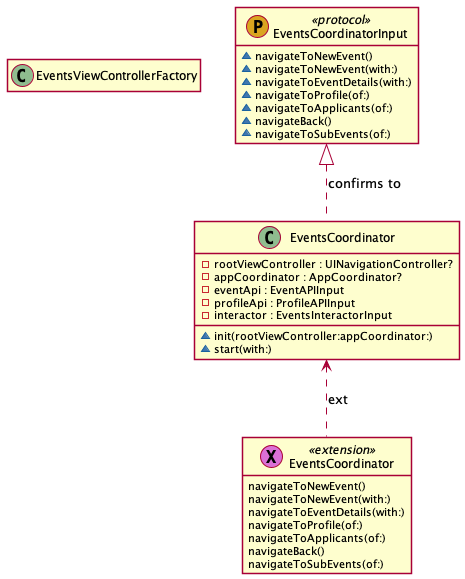 P
«protocol»
EventsCoordinatorInput
navigateToNewEvent()
navigateToNewEvent(with:)
navigateToEventDetails(with:)
navigateToProfile(of:)
navigateToApplicants(of:)
navigateBack()
navigateToSubEvents(of:)
C EventsViewControllerFactory
confirms to
C EventsCoordinator
rootViewController : UINavigationController?
appCoordinator : AppCoordinator?
eventApi : EventAPIInput
profileApi : ProfileAPIInput
interactor : EventsInteractorInput
init(rootViewController:appCoordinator:)
start(with:)
ext
X
«extension»
EventsCoordinator
navigateToNewEvent()
navigateToNewEvent(with:)
navigateToEventDetails(with:)
navigateToProfile(of:)
navigateToApplicants(of:)
navigateBack()
navigateToSubEvents(of:)